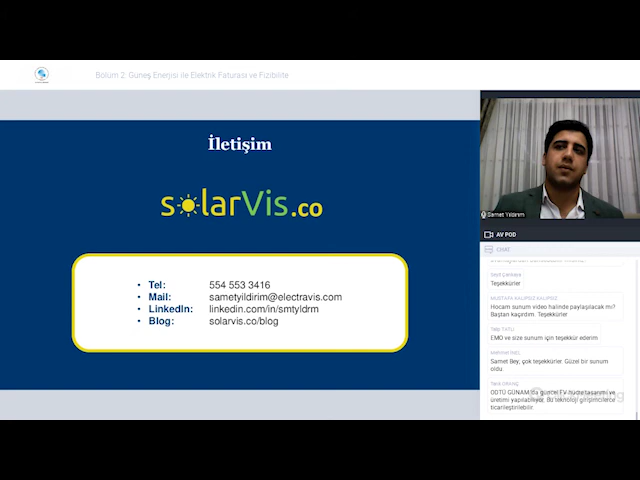 Bölüm 2: Güneş Enerjisi ile Elektrik Faturala ve Fizibilite
İletişim
solarVis.co
• Tel: 554 553 3416
• Mail: sametyildirim@electravis.com
• LinkedIn: linkedin.com/in/smtyldrm
• Blog: solarvis.co/blog
Samet Yıldırım
AV POD
CHAT
Teşekkürler
Hocam sunum video halinde paylaşılacak mı?
Baştan kaçırdım. Teşekkürler
EMO ve size sunum için teşekkür ederim
Samet Bey, çok teşekkürler. Güzel bir sunum
oldu.
ODTÜ GÜNAM'da güncel FV hücre tasarımı ve
üretimi yapılabiliyor. Bu teknoloji girişimcilerce
ticarileştirilebilir